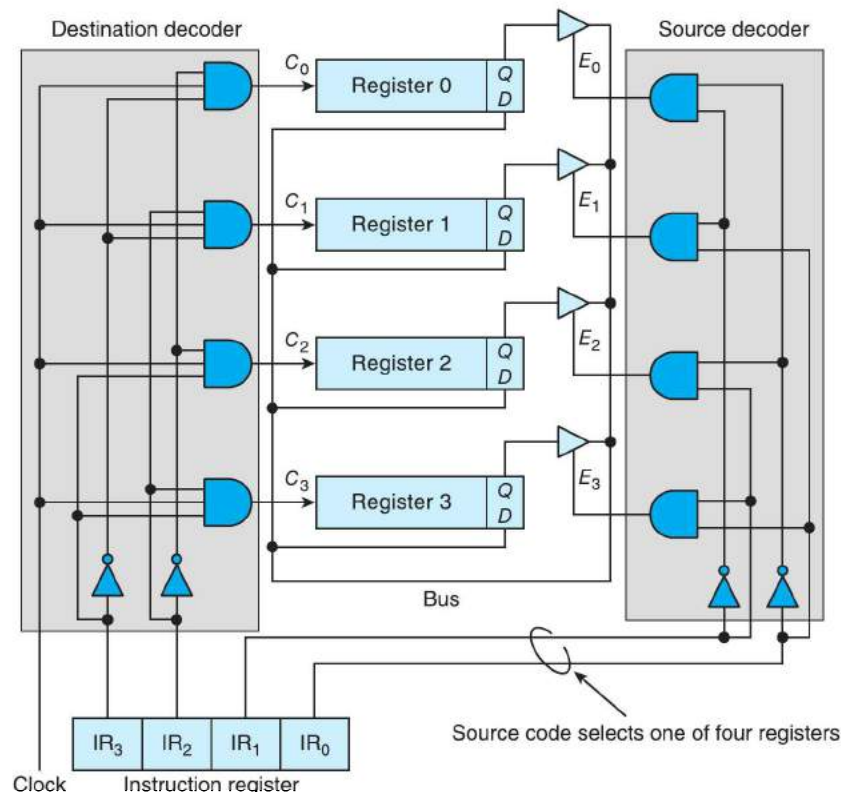 Destination decoder
Source decoder
C0
Register 0
Q
D
E0
C1
Register 1
Q
D
E1
C2
Register 2
Q
D
E2
C3
Register 3
Q
D
E3
Bus
Source code selects one of four registers
IR3 IR2 IR1 IR0
Clock
Instruction register